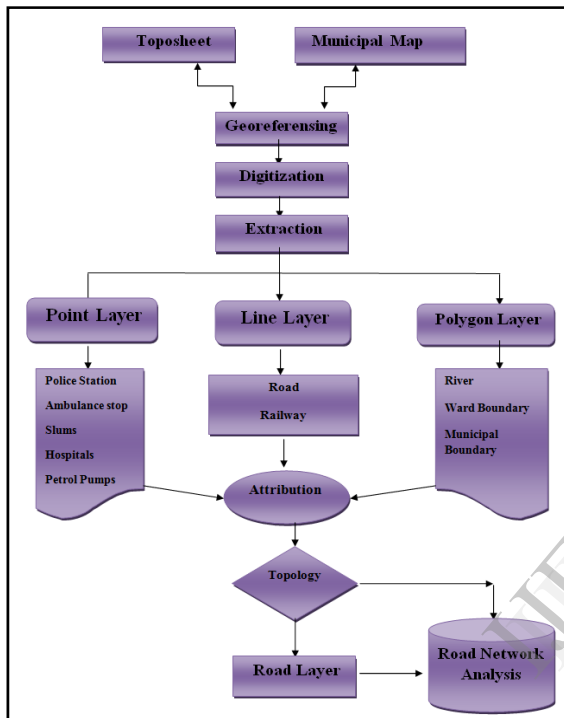 Toposheet
Municipal Map
Georeferensing
Digitization
Extraction
Point Layer
Line Layer
Polygon Layer
Police Station
Ambulance stop
Slums
Hospitals
Petrol Pumps
Road
Railway
River
Ward Boundary
Municipal
Boundary
Attribution
Topology
Road Layer
Road Network
Analysis